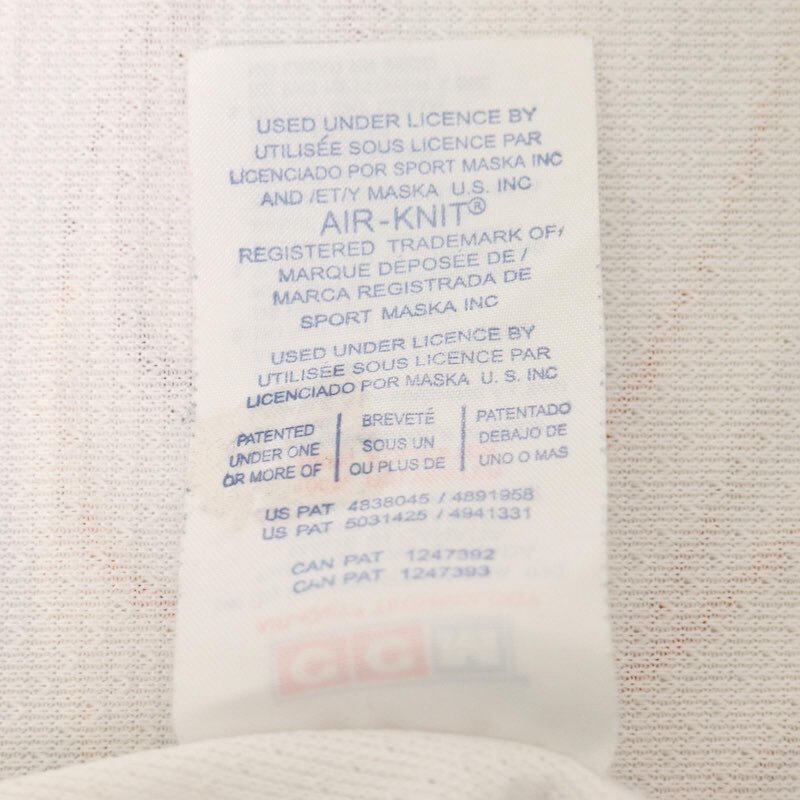 USED UNDER LICENCE BY
UTILISÉE SOUS LICENCE PAR
LICENCIADO POR SPORT MASKA INC
AND /ET/Y MASKA U.S. INC
AIR-KNIT®
REGISTERED TRADEMARK OF/
MARQUE DÉPOSÉE DE /
MARCA REGISTRADA DE
SPORT MASKA INC
USED UNDER LICENCE BY
UTILISÉE SOUS LICENCE PAR
LICENCIADO POR MASKA U. S. INC
PATENTED
UNDER ONE
OR MORE OF
BREVETÉ
SOUS UN
OU PLUS DE
PATENTADO
DEBAJO DE
UNO O MAS
US PAT 4838045 / 4891958
US PAT 5031425 / 4941331
CAN PAT 1247392
CAN PAT 1247393
CCM